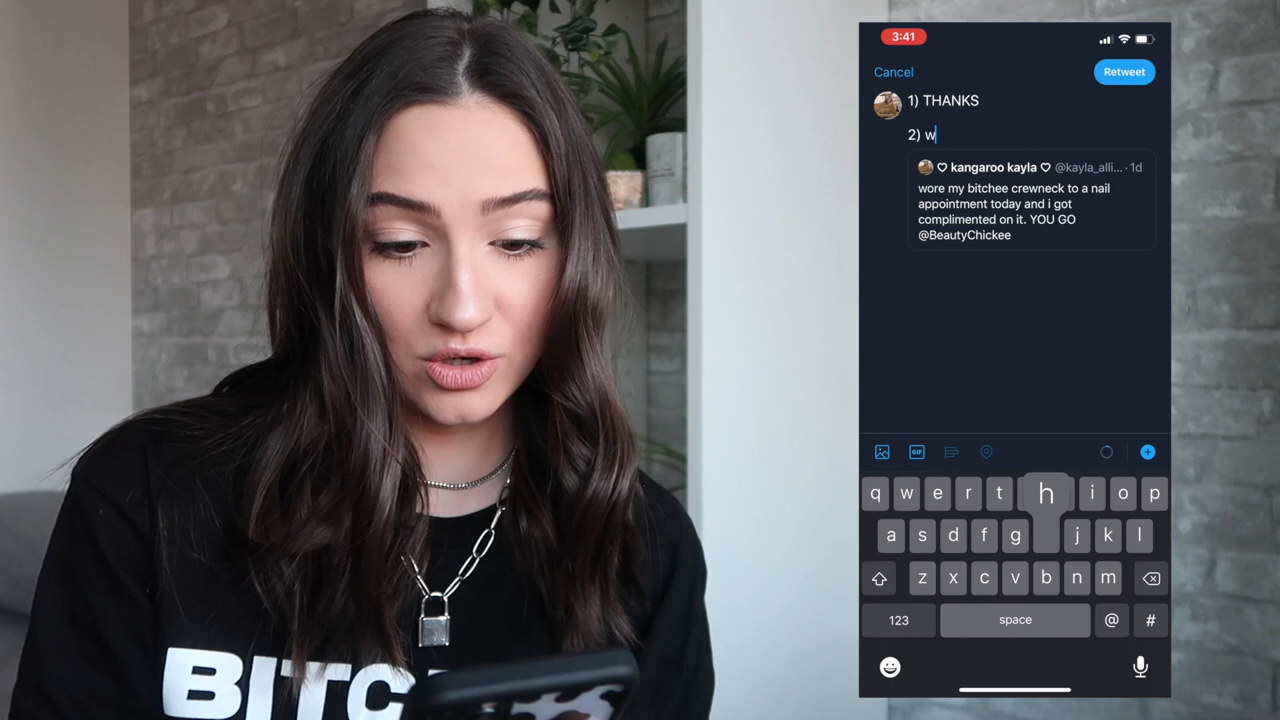 3:41
Cancel
Retweet
1) THANKS
2) w
♡ kangaroo kayla ♡ @kayla_alli... · 1d
wore my bitchee crewneck to a nail
appointment today and i got
complimented on it. YOU GO
@BeautyChickee
GIF
q w e r t h i o p
a s d f g j k l
z x c v b n m
123 space @ #
BITC